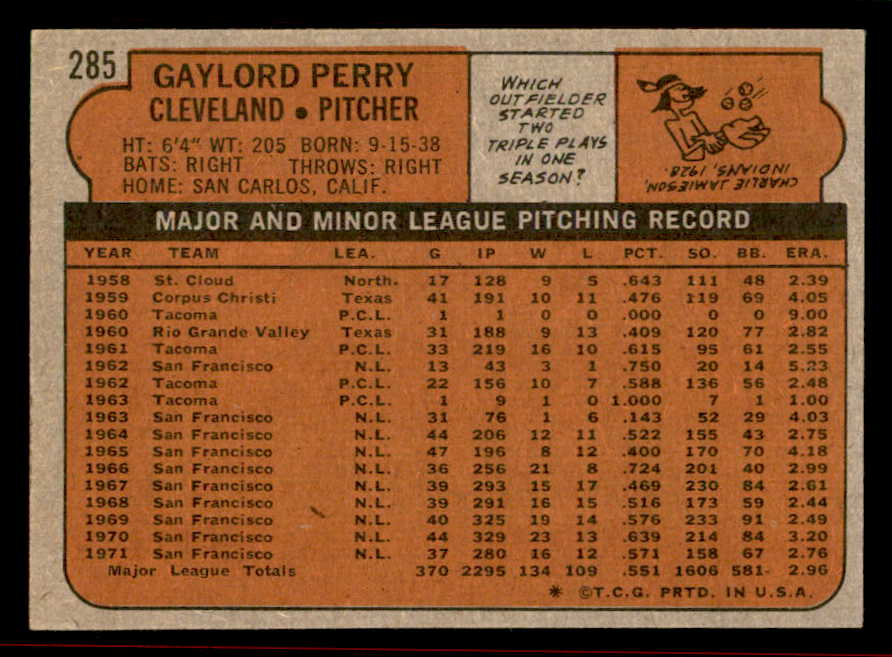 285
GAYLORD PERRY
CLEVELAND • PITCHER
HT: 6'4" WT: 205 BORN: 9-15-38
BATS: RIGHT THROWS: RIGHT
HOME: SAN CARLOS, CALIF.
WHICH
OUTFIELDER
STARTED
TWO
TRIPLE PLAYS
IN ONE
SEASON?
CHARLIE JAMIESON,
INDIANS, 1928.
MAJOR AND MINOR LEAGUE PITCHING RECORD
YEAR TEAM LEA. G IP W L PCT. SO. BB. ERA.
1958 St. Cloud North. 17 128 9 5 .643 111 48 2.39
1959 Corpus Christi Texas 41 191 10 11 .476 119 69 4.05
1960 Tacoma P.C.L. 1 1 0 0 .000 0 0 9.00
1960 Rio Grande Valley Texas 31 188 9 13 .409 120 77 2.82
1961 Tacoma P.C.L. 33 219 16 10 .615 95 61 2.55
1962 San Francisco N.L. 13 43 3 1 .750 20 14 5.23
1962 Tacoma P.C.L. 22 156 10 7 .588 136 56 2.48
1963 Tacoma P.C.L. 1 9 1 0 1.000 7 1 1.00
1963 San Francisco N.L. 31 76 1 6 .143 52 29 4.03
1964 San Francisco N.L. 44 206 12 11 .522 155 43 2.75
1965 San Francisco N.L. 47 196 8 12 .400 170 70 4.18
1966 San Francisco N.L. 36 256 21 8 .724 201 40 2.99
1967 San Francisco N.L. 39 293 15 17 .469 230 84 2.61
1968 San Francisco N.L. 39 291 16 15 .516 173 59 2.44
1969 San Francisco N.L. 40 325 19 14 .576 233 91 2.49
1970 San Francisco N.L. 44 329 23 13 .639 214 84 3.20
1971 San Francisco N.L. 37 280 16 12 .571 158 67 2.76
Major League Totals 370 2295 134 109 .551 1606 581 2.96
* ©T.C.G. PRTD. IN U.S.A.